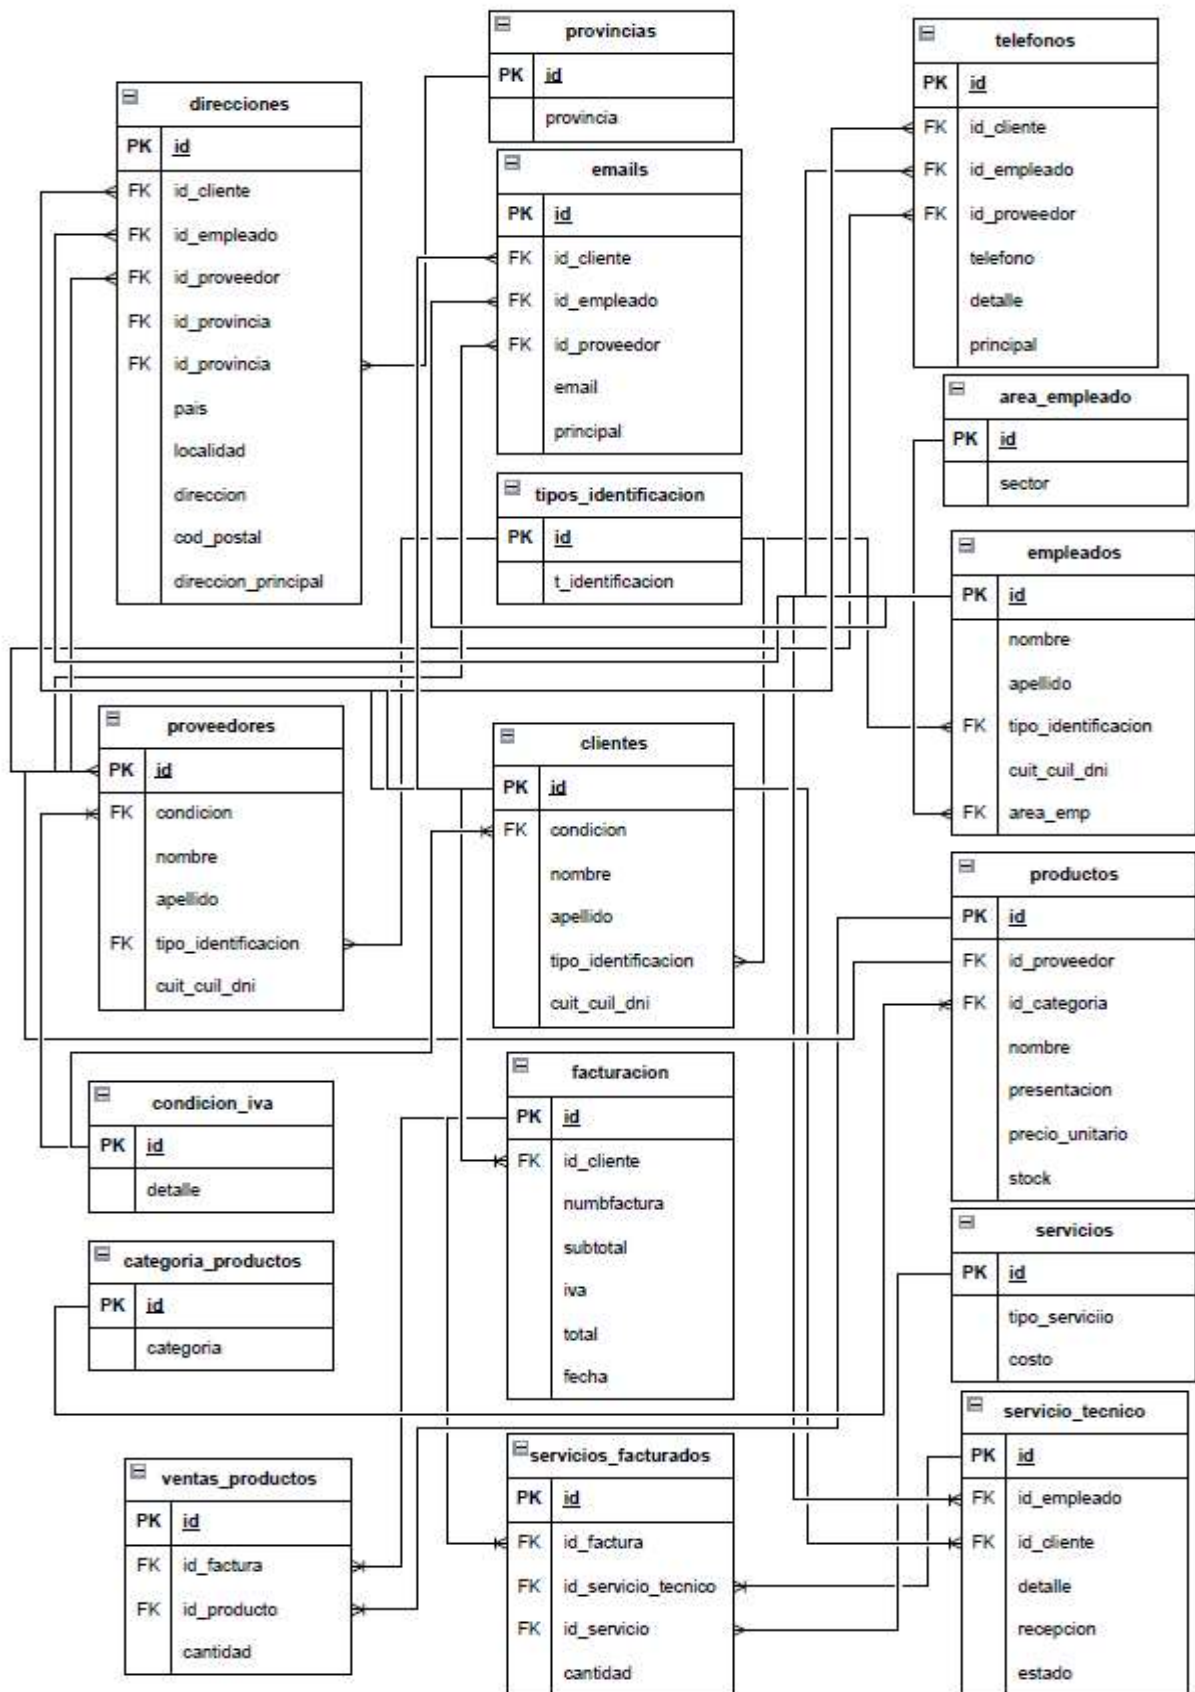 provincias
PK id
provincia
telefonos
PK id
FK id_cliente
FK id_empleado
FK id_proveedor
telefono
detalle
principal
direcciones
PK id
FK id_cliente
FK id_empleado
FK id_proveedor
FK id_provincia
FK id_provincia
pais
localidad
direccion
cod_postal
direccion_principal
emails
PK id
FK id_cliente
FK id_empleado
FK id_proveedor
email
principal
area_empleado
PK id
sector
tipos_identificacion
PK id
t_identificacion
empleados
PK id
nombre
apellido
FK tipo_identificacion
cuit_cuil_dni
FK area_emp
proveedores
PK id
FK condicion
nombre
apellido
FK tipo_identificacion
cuit_cuil_dni
clientes
PK id
FK condicion
nombre
apellido
tipo_identificacion
cuit_cuil_dni
productos
PK id
FK id_proveedor
FK id_categoria
nombre
presentacion
precio_unitario
stock
condicion_iva
PK id
detalle
facturacion
PK id
FK id_cliente
numbfactura
subtotal
iva
total
fecha
categoria_productos
PK id
categoria
servicios
PK id
tipo_serviciio
costo
ventas_productos
PK id
FK id_factura
FK id_producto
cantidad
servicios_facturados
PK id
FK id_factura
FK id_servicio_tecnico
FK id_servicio
cantidad
servicio_tecnico
PK id
FK id_empleado
FK id_cliente
detalle
recepcion
estado